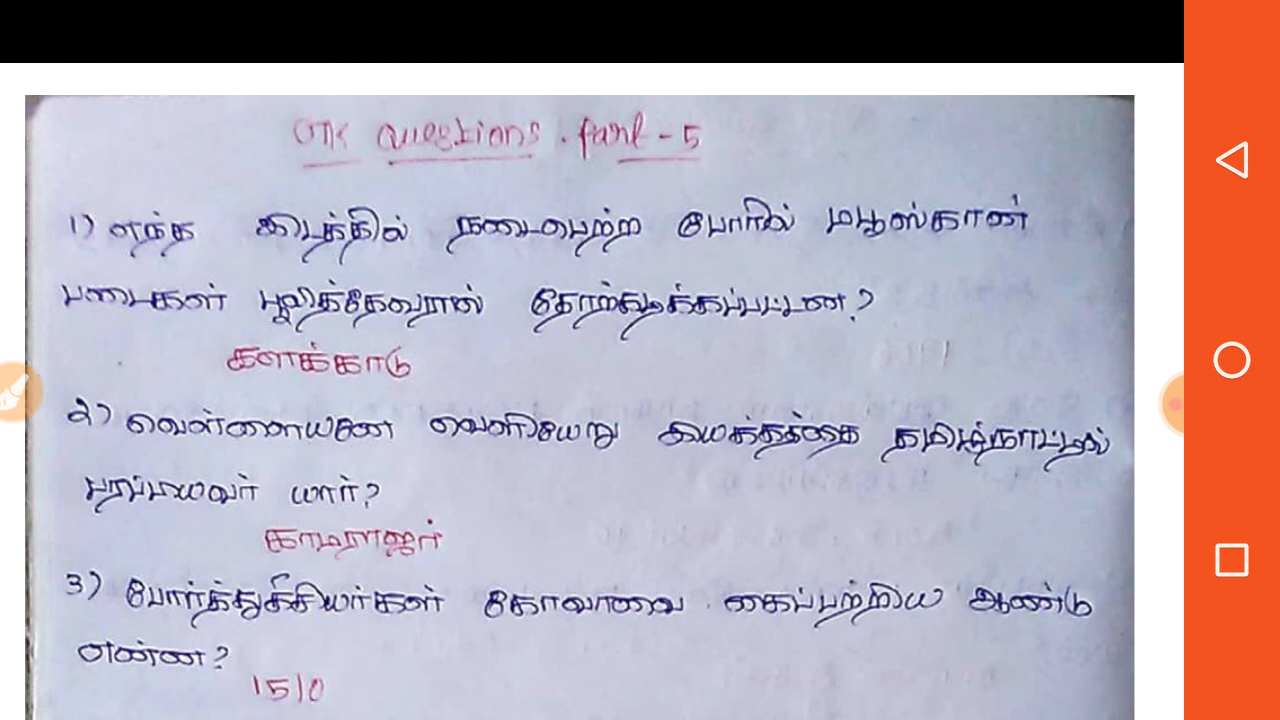 GK Questions. Part - 5
1) எந்த இடத்தில் நடைபெற்ற போரில் மபூஸ்கான்
படைகள் பூலித்தேவரால் தோற்கடிக்கப்பட்டன?
களக்காடு
2) வெள்ளையனே வெளியேறு இயக்கத்தை தமிழ்நாட்டில்
பரப்பியவர் யார்?
காமராஜர்
3) போர்த்துகீசியர்கள் கோவாவை கைப்பற்றிய ஆண்டு
என்ன?
1510